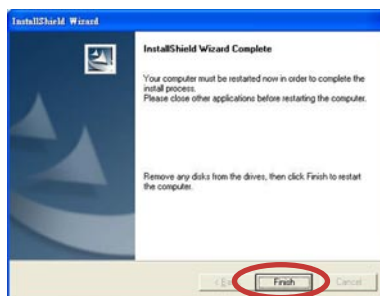 InstallShield Wizard
InstallShield Wizard Complete
Your computer must be restarted now in order to complete the
install process.
Please close other applications before restarting the computer.
Remove any disks from the drives, then click Finish to restart
the computer.
Finish
Cancel